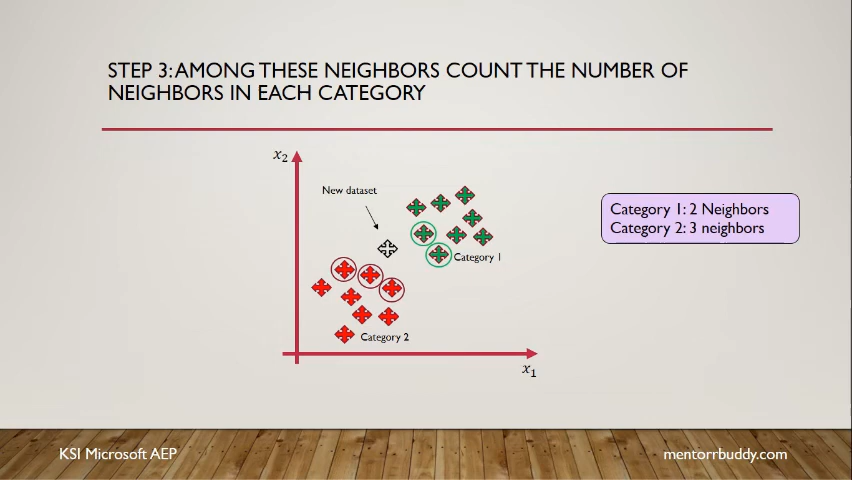 STEP 3: AMONG THESE NEIGHBORS COUNT THE NUMBER OF
NEIGHBORS IN EACH CATEGORY
x₂
New dataset
Category 1: 2 Neighbors
Category 2: 3 neighbors
Category 1
Category 2
x₁
KSI Microsoft AEP
mentorrbuddy.com